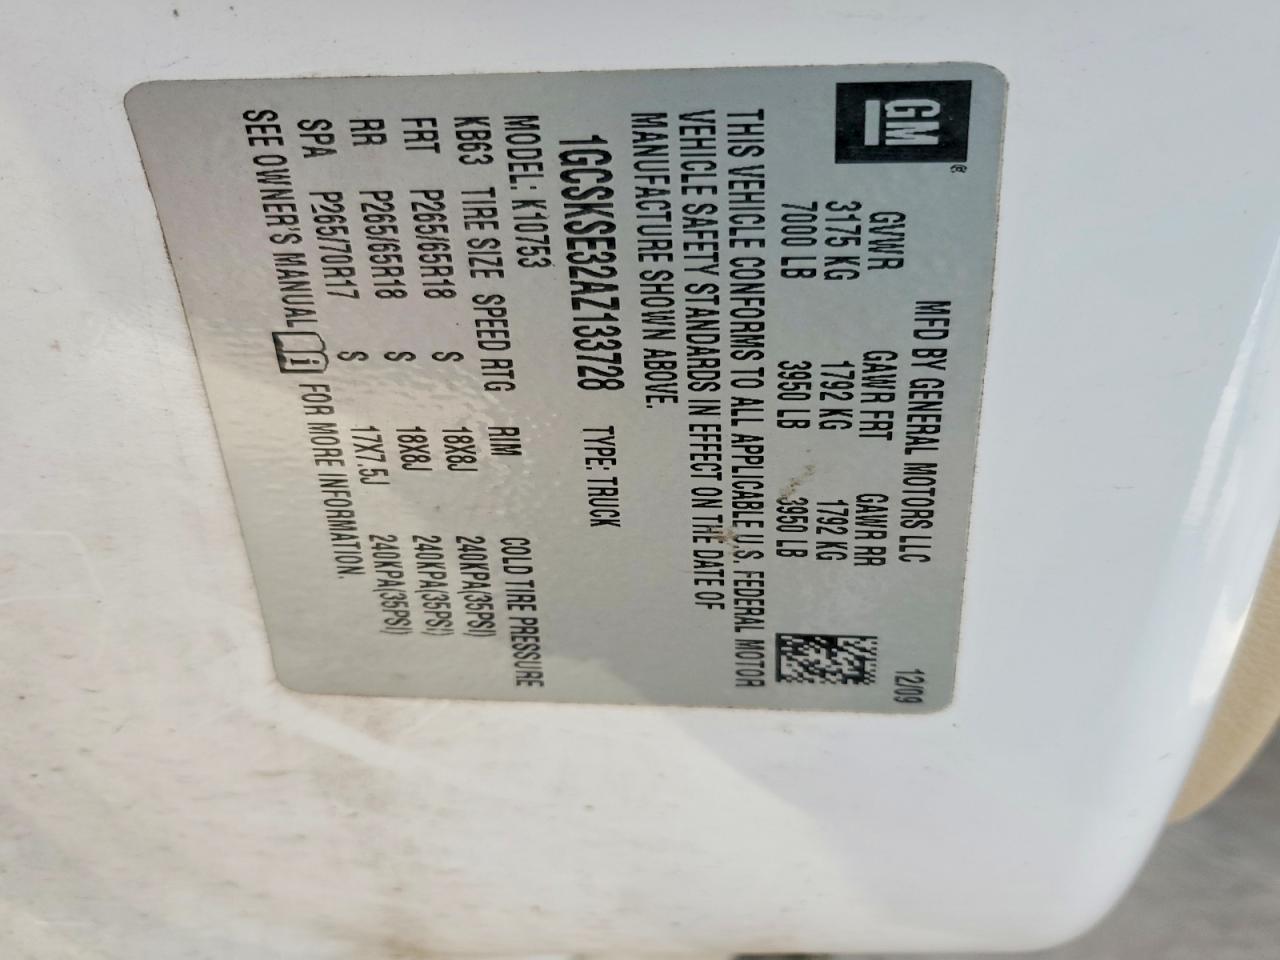 GM®
MFD BY GENERAL MOTORS LLC 12/09
GVWR GAWR FRT GAWR RR
3175 KG 1792 KG 1792 KG
7000 LB 3950 LB 3950 LB
THIS VEHICLE CONFORMS TO ALL APPLICABLE U.S. FEDERAL MOTOR
VEHICLE SAFETY STANDARDS IN EFFECT ON THE DATE OF
MANUFACTURE SHOWN ABOVE.
1GCSKSE32AZ133728 TYPE: TRUCK
MODEL: K10753
KB63 TIRE SIZE SPEED RTG RIM COLD TIRE PRESSURE
FRT P265/65R18 S 18X8J 240KPA(35PSI)
RR P265/65R18 S 18X8J 240KPA(35PSI)
SPA P265/70R17 S 17X7.5J 240KPA(35PSI)
SEE OWNER'S MANUAL i FOR MORE INFORMATION.